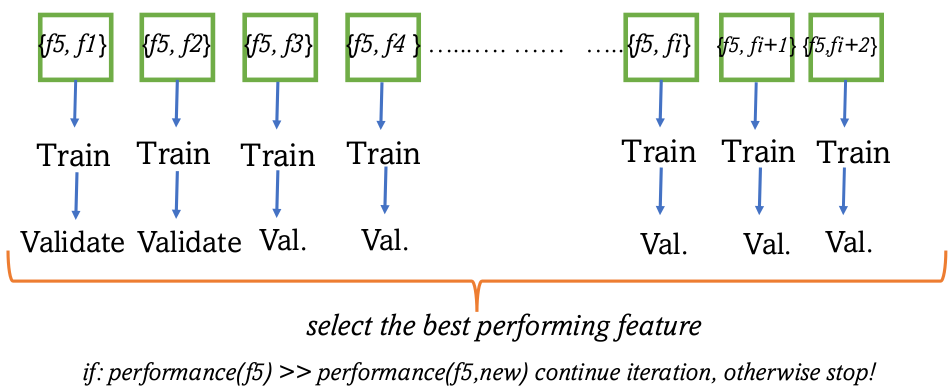 {f5, f1} {f5, f2} {f5, f3} {f5, f4 } …...….. …… …..{f5, fi} {f5, fi+1} {f5,fi+2}
Train Train Train Train Train Train Train
Validate Validate Val. Val. Val. Val. Val.
select the best performing feature
if: performance(f5) >> performance(f5,new) continue iteration, otherwise stop!